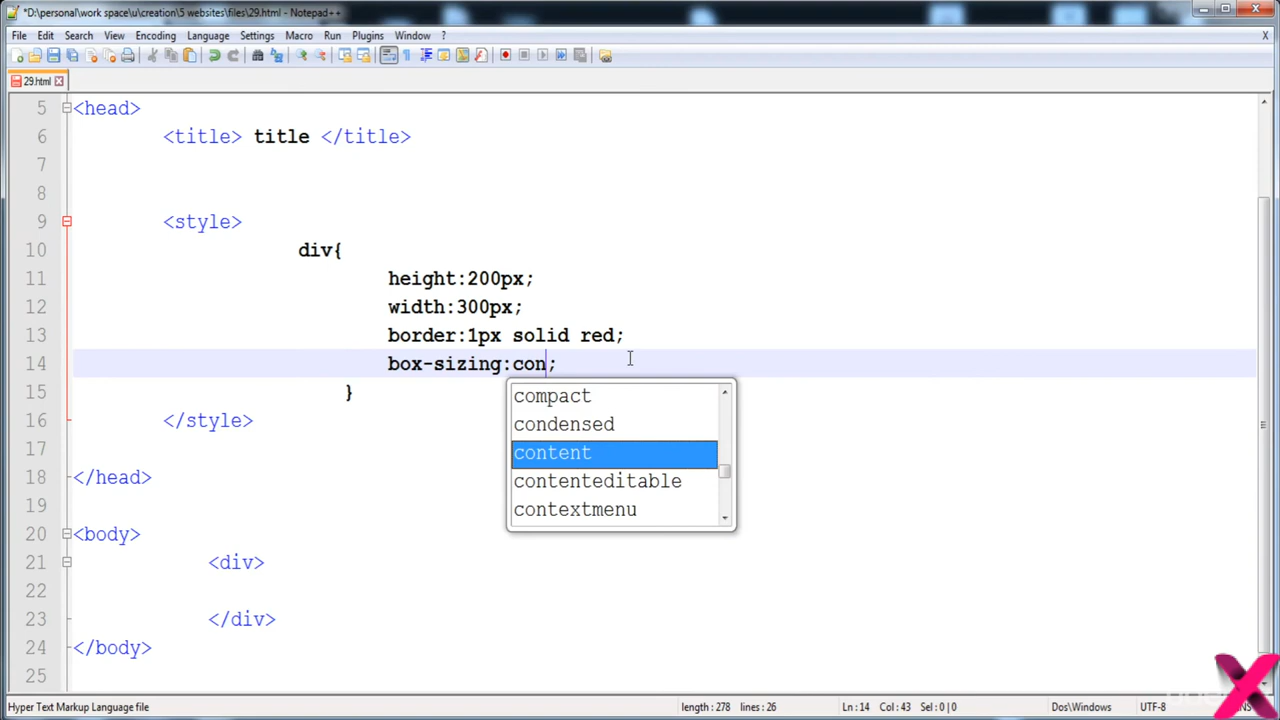 *D:\personal\work space\u\creation\5 websites\files\29.html - Notepad++
File Edit Search View Encoding Language Settings Macro Run Plugins Window ? X
29.html
5 <head>
6 <title> title </title>
7
8
9 <style>
10 div{
11 height:200px;
12 width:300px;
13 border:1px solid red;
14 box-sizing:con;
15 }
compact
condensed
content
contenteditable
contextmenu
16 </style>
17
18 </head>
19
20 <body>
21 <div>
22
23 </div>
24 </body>
25
Hyper Text Markup Language file length : 278 lines : 26 Ln : 14 Col : 43 Sel : 0 | 0 Dos\Windows UTF-8